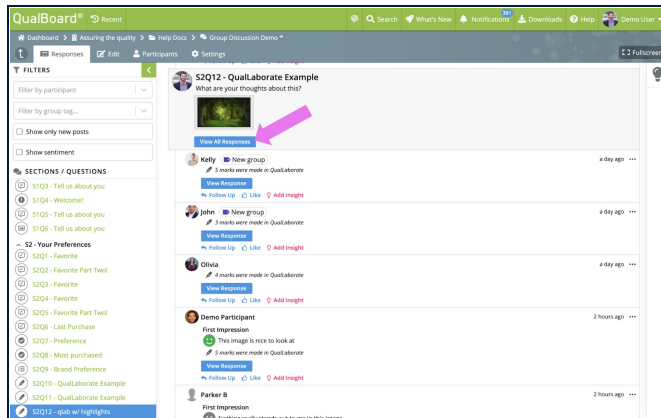 QualBoard® Recent Search What's New Notifications 391 Downloads Help Demo User
Dashboard Assuring the quality Help Docs Group Discussion Demo
Responses Edit Participants Settings Fullscreen
FILTERS
Filter by participant
Filter by group tag...
Show only new posts
Show sentiment
SECTIONS / QUESTIONS
S1Q3 - Tell us about you
S1Q4 - Welcome!
S1Q5 - Tell us about you
S1Q6 - Tell us about you
S2 - Your Preferences
S2Q1 - Favorite
S2Q2 - Favorite Part Two!
S2Q3 - Favorite
S2Q4 - Favorite
S2Q5 - Favorite Part Two!
S2Q6 - Last Purchase
S2Q7 - Preference
S2Q8 - Most purchased
S2Q9 - Brand Preference
S2Q10 - QualLaborate Example
S2Q11 - QualLaborate Example
S2Q12 - qlab w/ highlights
S2Q12 - QualLaborate Example
What are your thoughts about this?
View All Responses
Kelly New group a day ago
5 marks were made in QualLaborate
View Response
Follow Up Like Add Insight
John New group a day ago
3 marks were made in QualLaborate
View Response
Follow Up Like Add Insight
Olivia a day ago
4 marks were made in QualLaborate
View Response
Follow Up Like Add Insight
Demo Participant 2 hours ago
First Impression
This image is nice to look at
5 marks were made in QualLaborate
View Response
Follow Up Like Add Insight
Parker B 2 hours ago
First Impression
Nothing really stands out to me in this image